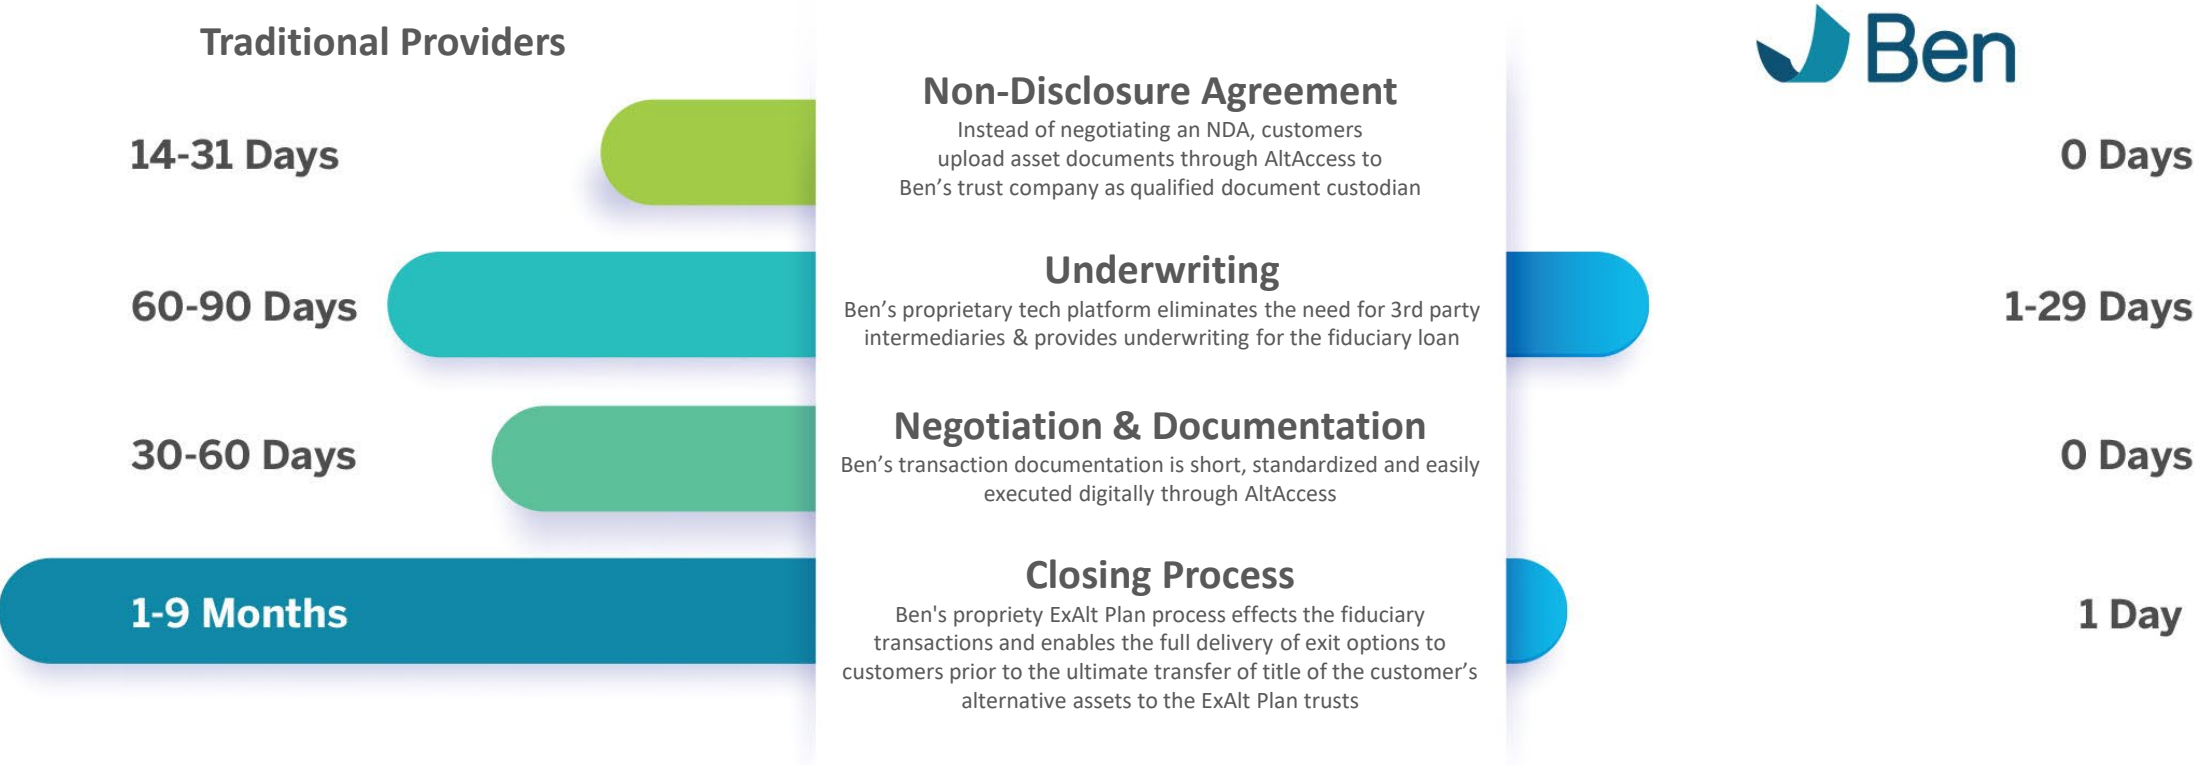 Traditional Providers
Ben
Non-Disclosure Agreement
Instead of negotiating an NDA, customers
upload asset documents through AltAccess to
Ben’s trust company as qualified document custodian
14-31 Days
0 Days
Underwriting
Ben’s proprietary tech platform eliminates the need for 3rd party
intermediaries & provides underwriting for the fiduciary loan
60-90 Days
1-29 Days
Negotiation & Documentation
Ben’s transaction documentation is short, standardized and easily
executed digitally through AltAccess
30-60 Days
0 Days
Closing Process
Ben's propriety ExAlt Plan process effects the fiduciary
transactions and enables the full delivery of exit options to
customers prior to the ultimate transfer of title of the customer’s
alternative assets to the ExAlt Plan trusts
1-9 Months
1 Day